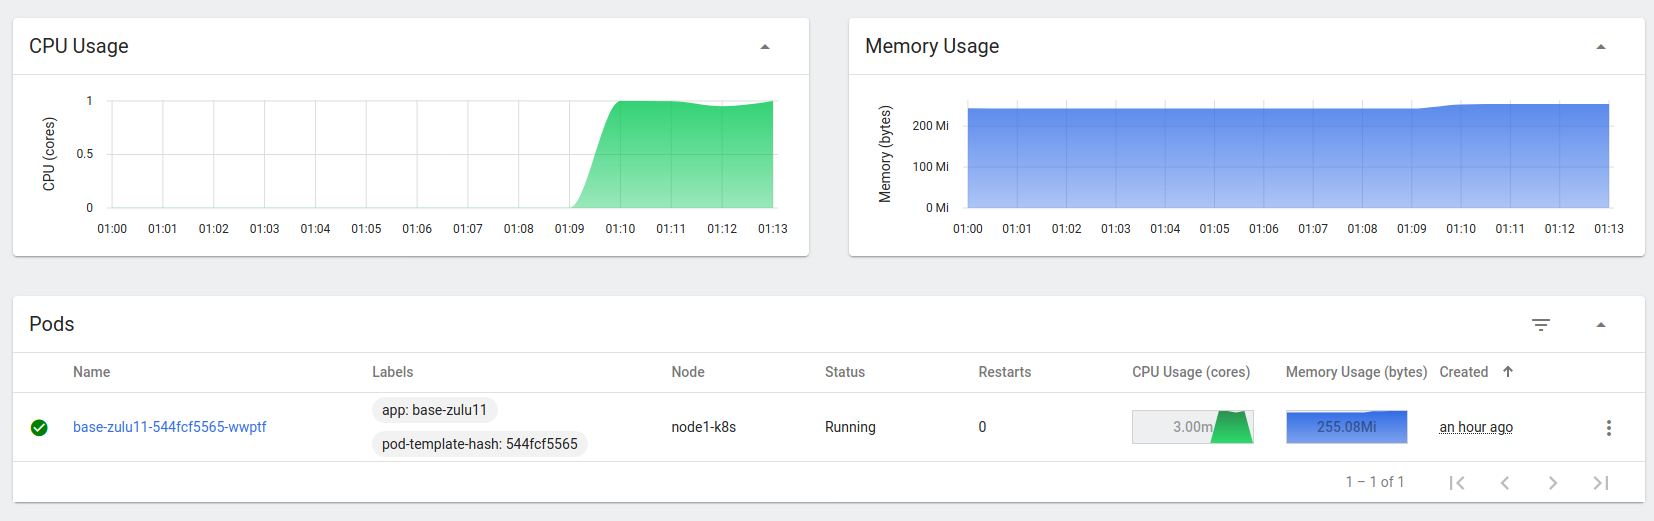 CPU Usage
CPU (cores)
1
0.5
0
01:00 01:01 01:02 01:03 01:04 01:05 01:06 01:07 01:08 01:09 01:10 01:11 01:12 01:13
Memory Usage
Memory (bytes)
200 Mi
100 Mi
0 Mi
01:00 01:01 01:02 01:03 01:04 01:05 01:06 01:07 01:08 01:09 01:10 01:11 01:12 01:13
Pods
Name Labels Node Status Restarts CPU Usage (cores) Memory Usage (bytes) Created
app: base-zulu11
base-zulu11-544fcf5565-wwptf node1-k8s Running 0 3.00m 255.08Mi an hour ago
pod-template-hash: 544fcf5565
1 – 1 of 1